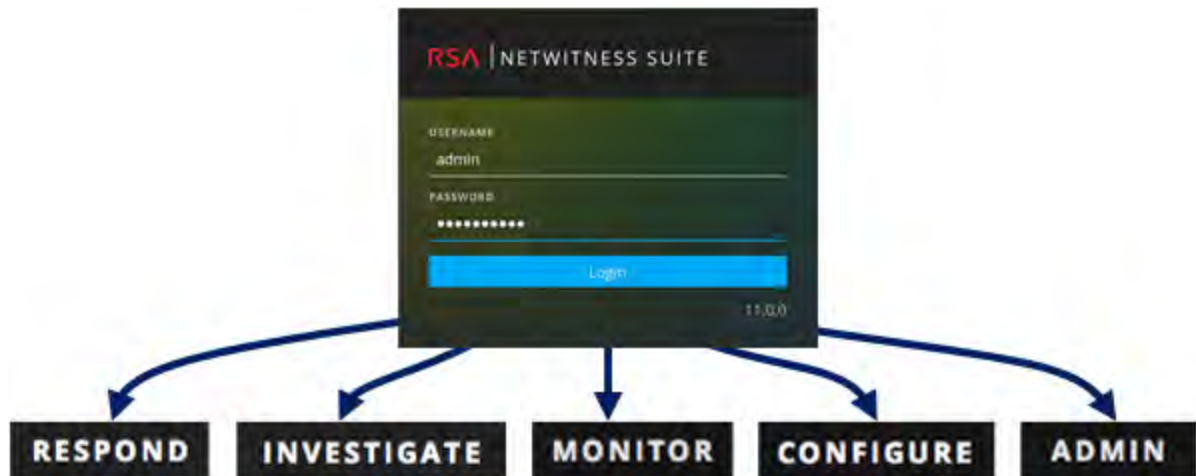 RSA | NETWITNESS SUITE
USERNAME
admin
PASSWORD
••••••••••
Login
11.0.0
RESPOND INVESTIGATE MONITOR CONFIGURE ADMIN